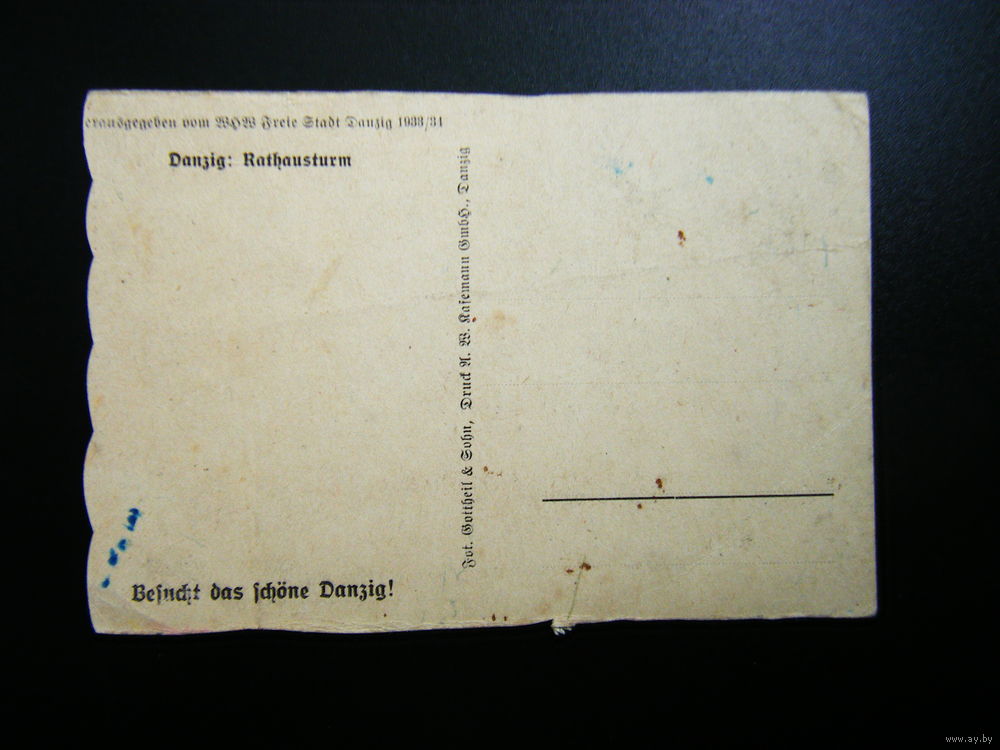 erausgegeben vom WHW Freie Stadt Danzig 1933/34
Danzig: Rathausturm
Fot. Gottheil & Sohn, Druck A. W. Kafemann GmbH., Danzig
Besucht das schöne Danzig!
www.ay.by